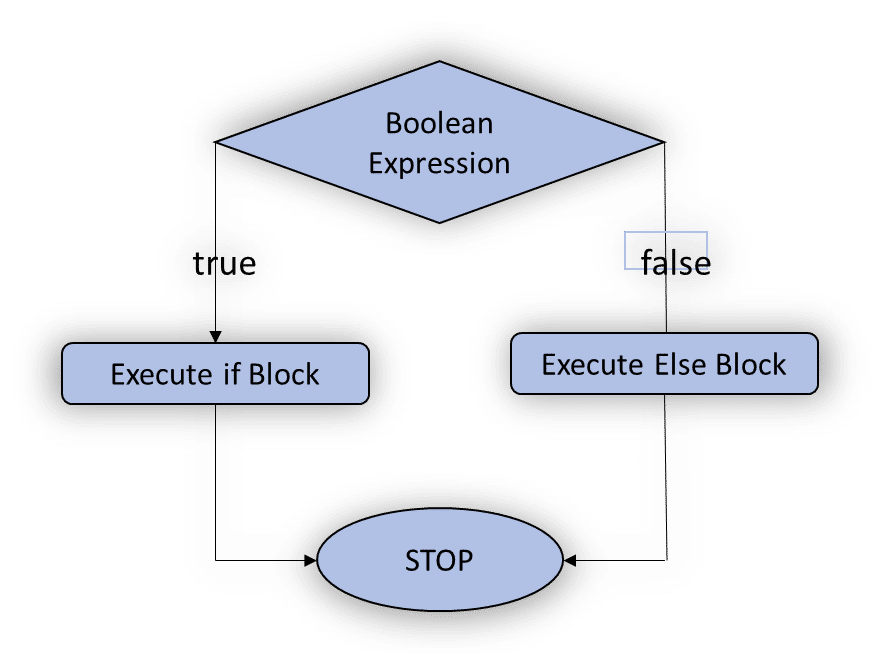 Boolean
Expression
true
false
Execute if Block
Execute Else Block
STOP